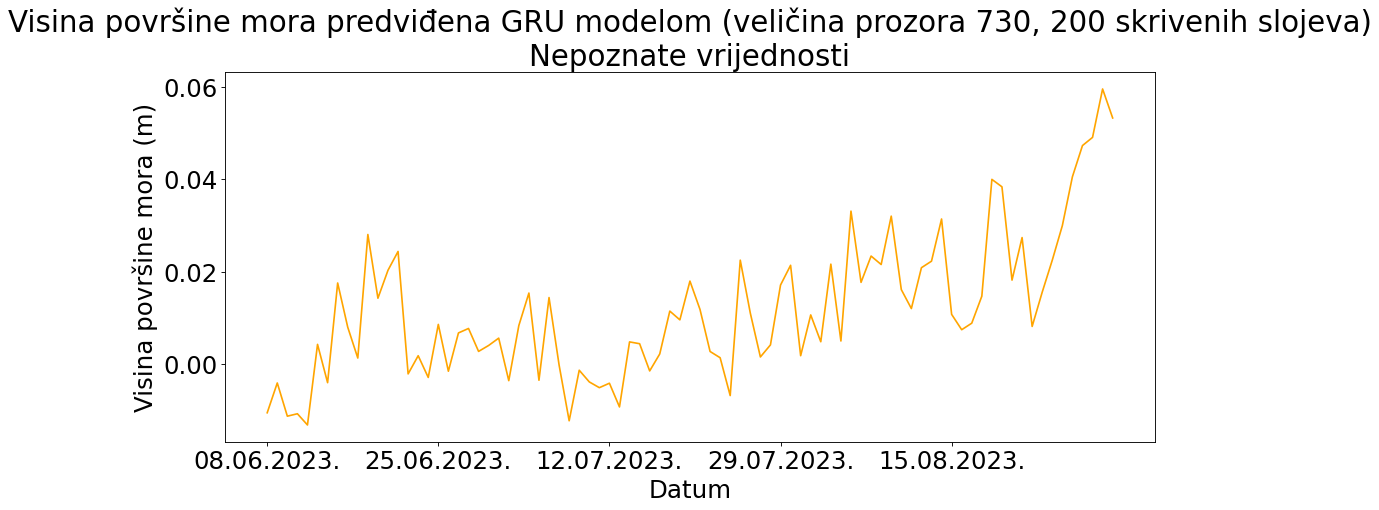 Visina površine mora predviđena GRU modelom (veličina prozora 730, 200 skrivenih slojeva)
Nepoznate vrijednosti
Visina površine mora (m)
0.06
0.04
0.02
0.00
08.06.2023. 25.06.2023. 12.07.2023. 29.07.2023. 15.08.2023.
Datum